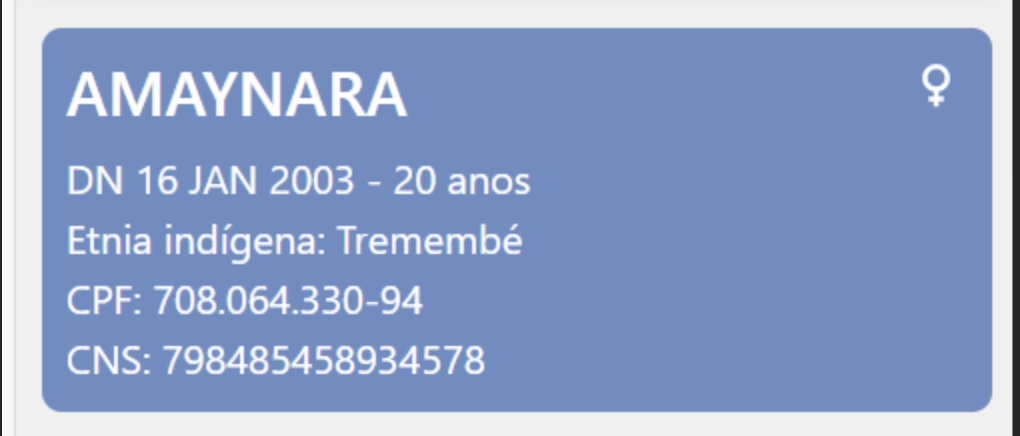 AMAYNARA
DN 16 JAN 2003 - 20 anos
Etnia indígena: Tremembé
CPF: 708.064.330-94
CNS: 798485458934578